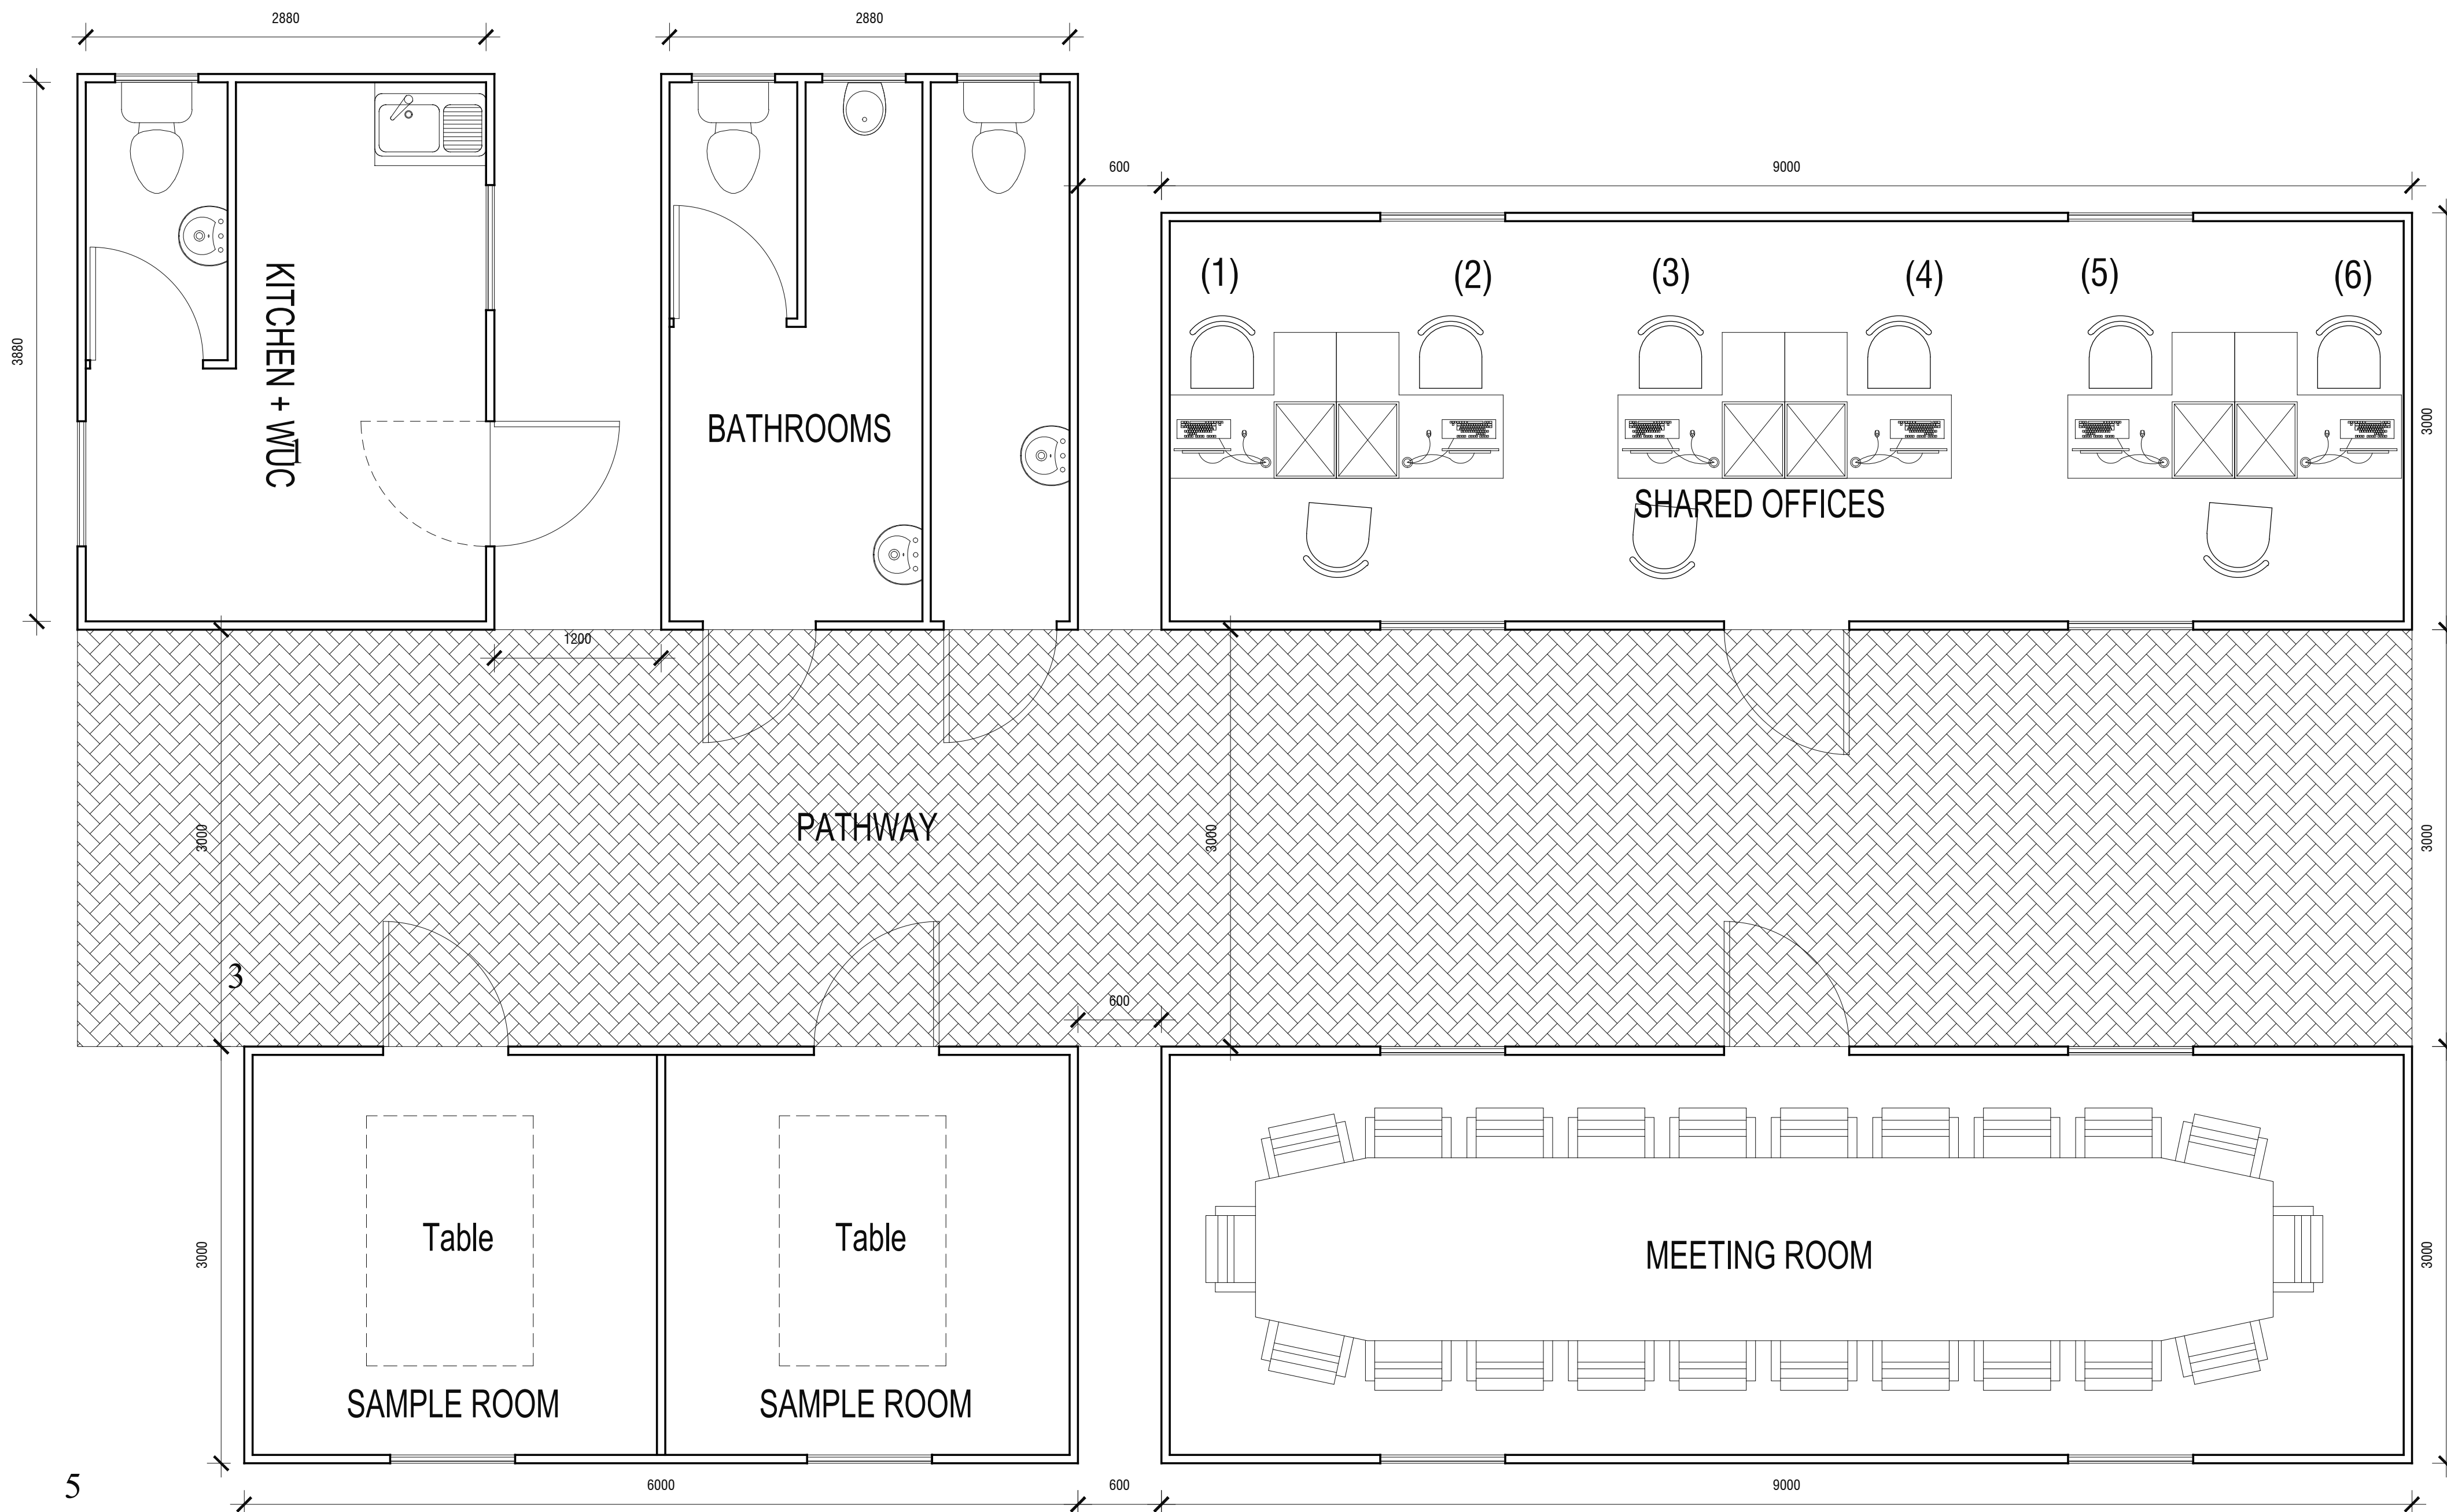 2880
2880
600
9000
3880
KITCHEN + WUC
BATHROOMS
(1)
(2)
(3)
(4)
(5)
(6)
3000
SHARED OFFICES
1200
3000
PATHWAY
3000
3000
3
600
3000
Table
Table
MEETING ROOM
3000
SAMPLE ROOM
SAMPLE ROOM
5
6000
600
9000